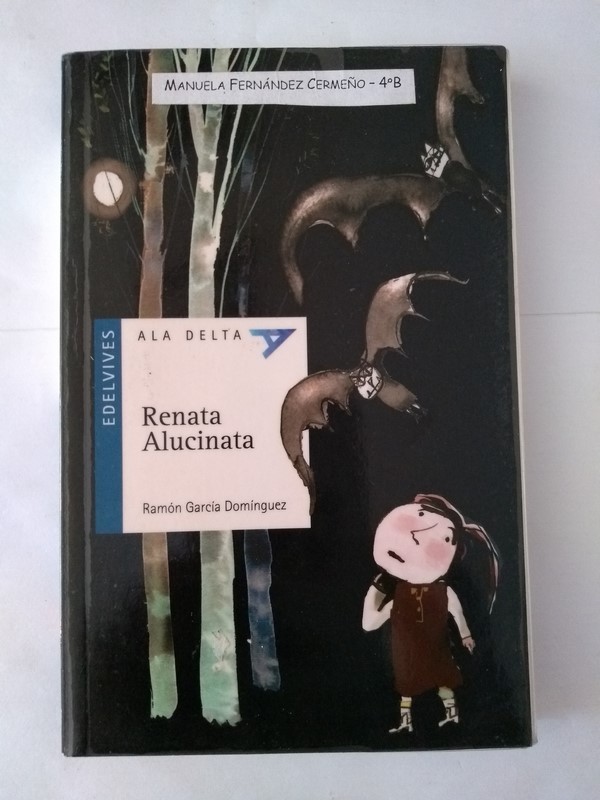 MANUELA FERNÁNDEZ CERMEÑO – 4ºB
EDELVIVES
ALA DELTA
Renata
Alucinata
Ramón García Domínguez